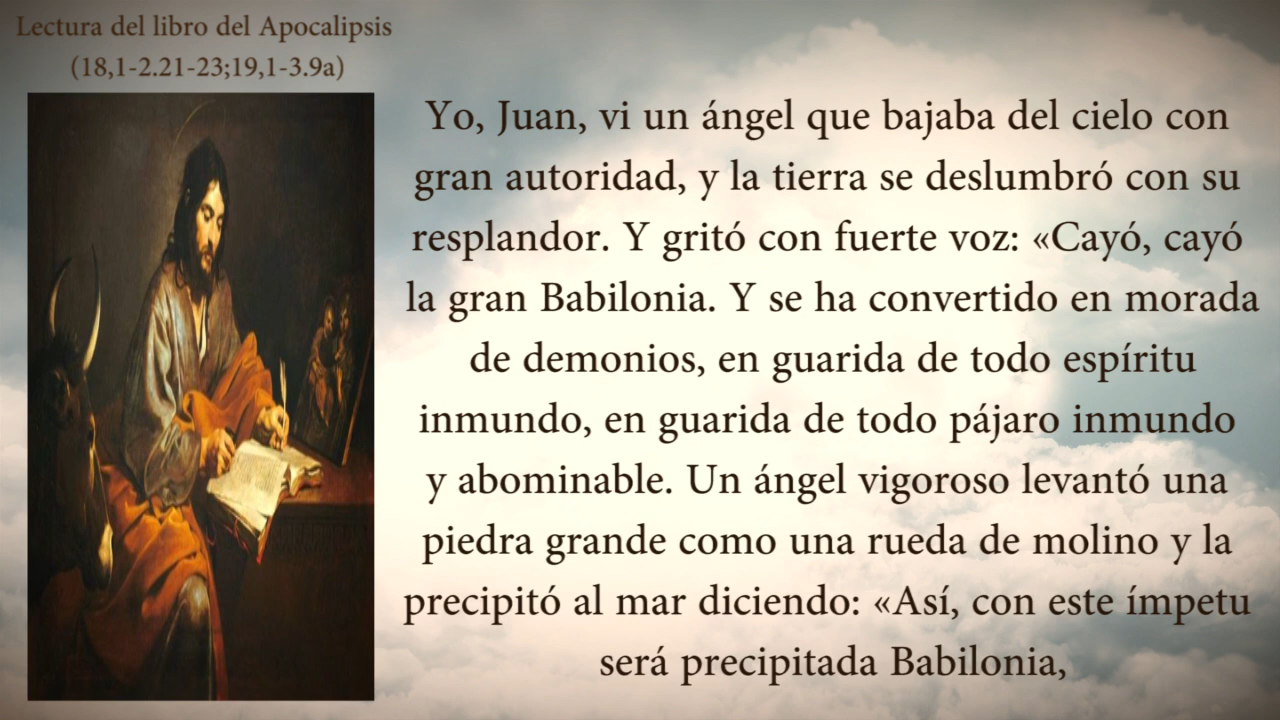 Lectura del libro del Apocalipsis
(18,1-2.21-23;19,1-3.9a)
Yo, Juan, vi un ángel que bajaba del cielo con
gran autoridad, y la tierra se deslumbró con su
resplandor. Y gritó con fuerte voz: «Cayó, cayó
la gran Babilonia. Y se ha convertido en morada
de demonios, en guarida de todo espíritu
inmundo, en guarida de todo pájaro inmundo
y abominable. Un ángel vigoroso levantó una
piedra grande como una rueda de molino y la
precipitó al mar diciendo: «Así, con este ímpetu
será precipitada Babilonia,